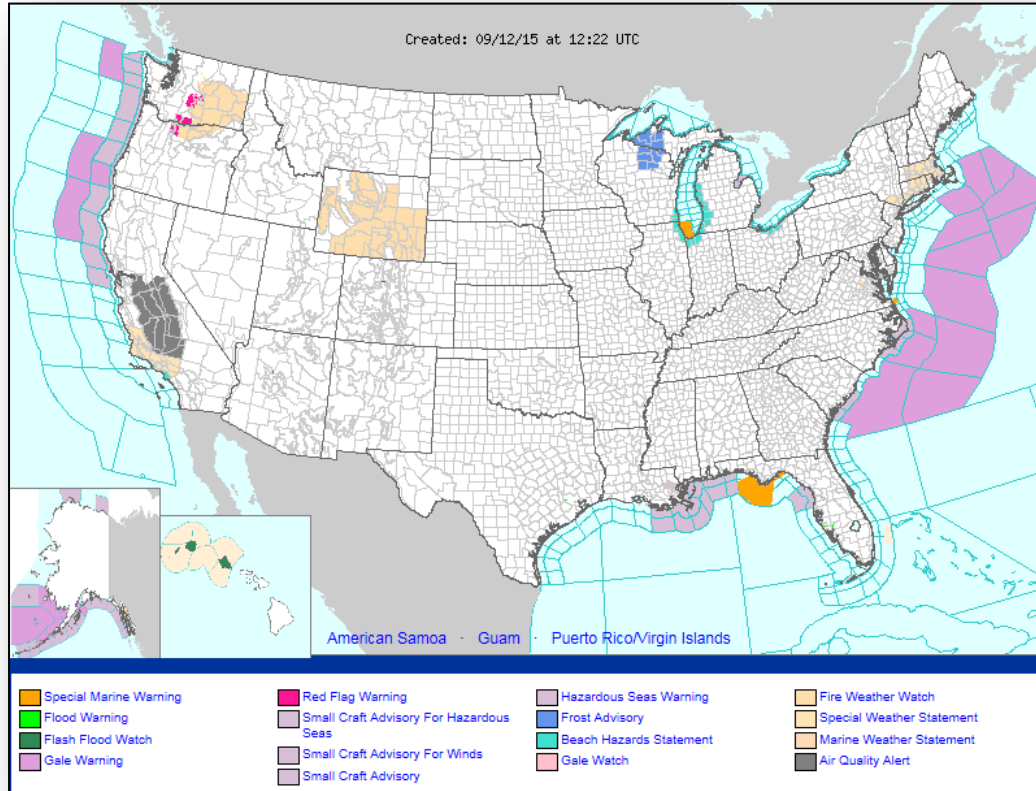 Created: 09/12/15 at 12:22 UTC
American Samoa · Guam · Puerto Rico/Virgin Islands
Special Marine Warning
Flood Warning
Flash Flood Watch
Gale Warning
Red Flag Warning
Small Craft Advisory For Hazardous
Seas
Small Craft Advisory For Winds
Small Craft Advisory
Hazardous Seas Warning
Frost Advisory
Beach Hazards Statement
Gale Watch
Fire Weather Watch
Special Weather Statement
Marine Weather Statement
Air Quality Alert